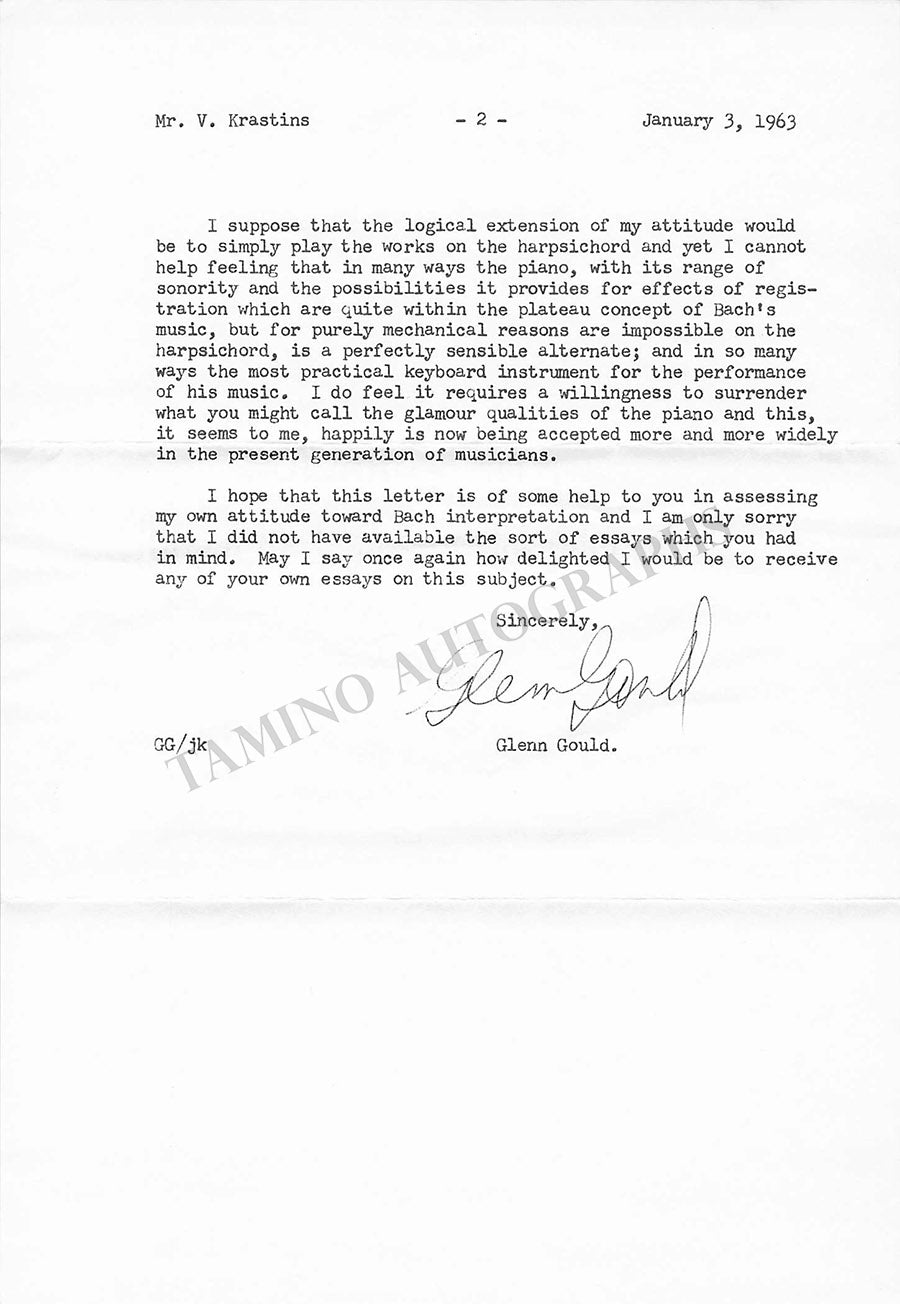 Mr. V. Krastins - 2 - January 3, 1963
I suppose that the logical extension of my attitude would
be to simply play the works on the harpsichord and yet I cannot
help feeling that in many ways the piano, with its range of
sonority and the possibilities it provides for effects of regis-
tration which are quite within the plateau concept of Bach's
music, but for purely mechanical reasons are impossible on the
harpsichord, is a perfectly sensible alternate; and in so many
ways the most practical keyboard instrument for the performance
of his music. I do feel it requires a willingness to surrender
what you might call the glamour qualities of the piano and this,
it seems to me, happily is now being accepted more and more widely
in the present generation of musicians.
I hope that this letter is of some help to you in assessing
my own attitude toward Bach interpretation and I am only sorry
that I did not have available the sort of essays which you had
in mind. May I say once again how delighted I would be to receive
any of your own essays on this subject.
Sincerely,
Glenn Gould
GG/jk Glenn Gould.
TAMINO AUTOGRAPHS